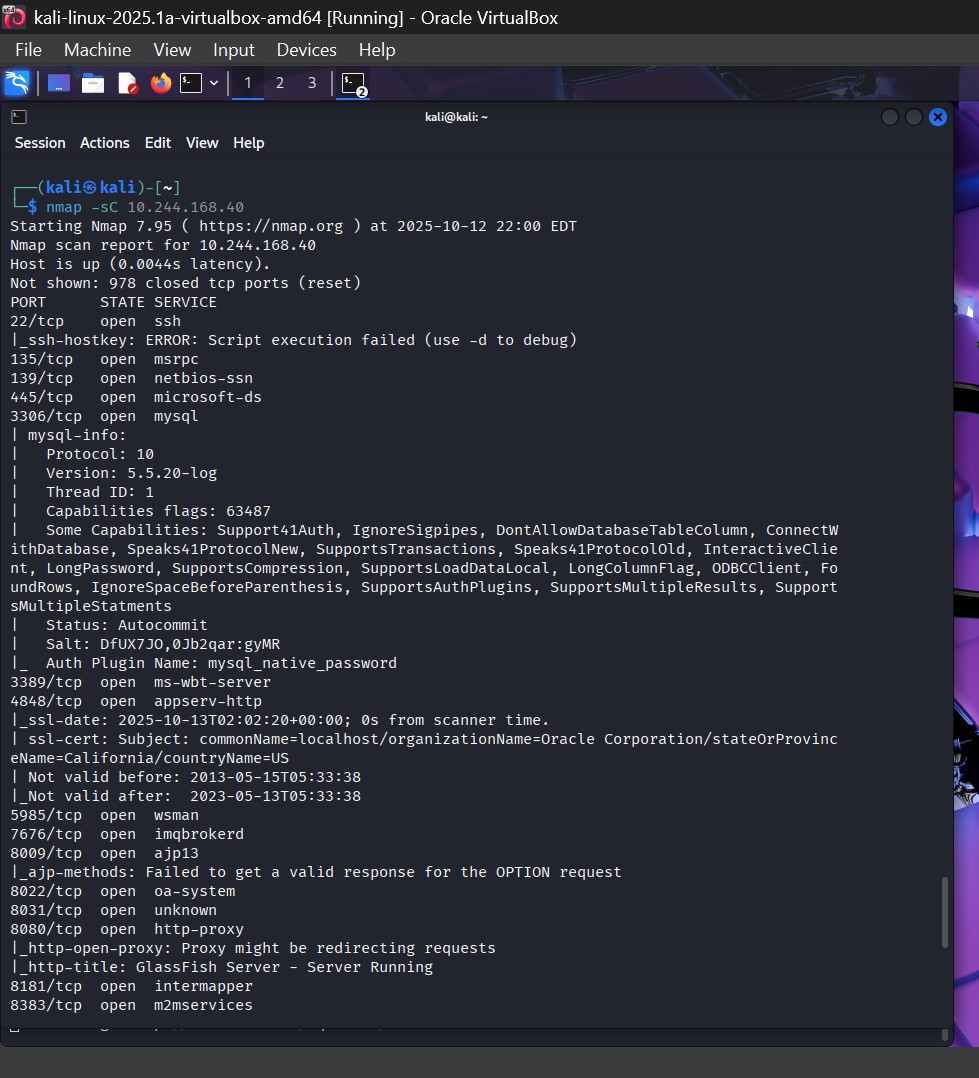 kali-linux-2025.1a-virtualbox-amd64 [Running] - Oracle VirtualBox
File Machine View Input Devices Help
1 2 3 2
kali@kali: ~
Session Actions Edit View Help
┌──(kali㉿kali)-[~]
└─$ nmap -sC 10.244.168.40
Starting Nmap 7.95 ( https://nmap.org ) at 2025-10-12 22:00 EDT
Nmap scan report for 10.244.168.40
Host is up (0.0044s latency).
Not shown: 978 closed tcp ports (reset)
PORT     STATE SERVICE
22/tcp   open  ssh
|_ssh-hostkey: ERROR: Script execution failed (use -d to debug)
135/tcp  open  msrpc
139/tcp  open  netbios-ssn
445/tcp  open  microsoft-ds
3306/tcp open  mysql
| mysql-info:
|   Protocol: 10
|   Version: 5.5.20-log
|   Thread ID: 1
|   Capabilities flags: 63487
|   Some Capabilities: Support41Auth, IgnoreSigpipes, DontAllowDatabaseTableColumn, ConnectW
ithDatabase, Speaks41ProtocolNew, SupportsTransactions, Speaks41ProtocolOld, InteractiveClie
nt, LongPassword, SupportsCompression, SupportsLoadDataLocal, LongColumnFlag, ODBCClient, Fo
undRows, IgnoreSpaceBeforeParenthesis, SupportsAuthPlugins, SupportsMultipleResults, Support
sMultipleStatments
|   Status: Autocommit
|   Salt: DfUX7JO,0Jb2qar:gyMR
|_  Auth Plugin Name: mysql_native_password
3389/tcp open  ms-wbt-server
4848/tcp open  appserv-http
|_ssl-date: 2025-10-13T02:02:20+00:00; 0s from scanner time.
| ssl-cert: Subject: commonName=localhost/organizationName=Oracle Corporation/stateOrProvinc
eName=California/countryName=US
| Not valid before: 2013-05-15T05:33:38
|_Not valid after:  2023-05-13T05:33:38
5985/tcp open  wsman
7676/tcp open  imqbrokerd
8009/tcp open  ajp13
|_ajp-methods: Failed to get a valid response for the OPTION request
8022/tcp open  oa-system
8031/tcp open  unknown
8080/tcp open  http-proxy
|_http-open-proxy: Proxy might be redirecting requests
|_http-title: GlassFish Server - Server Running
8181/tcp open  intermapper
8383/tcp open  m2mservices